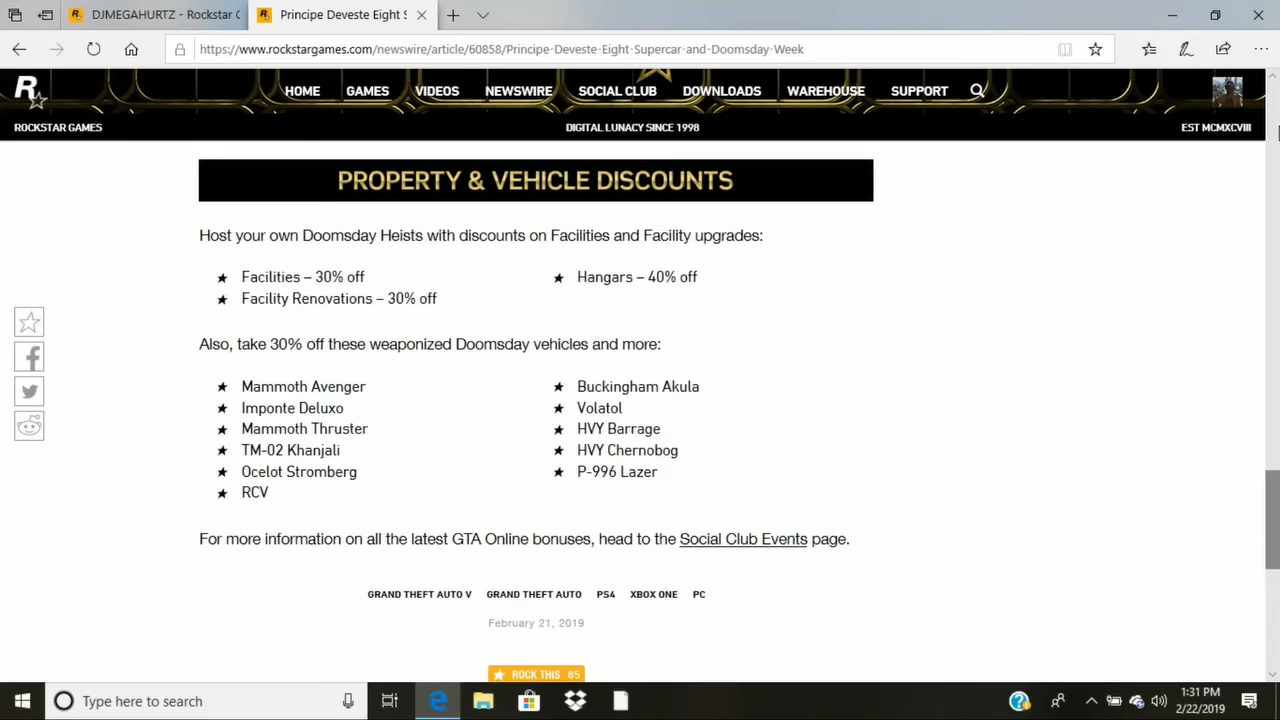 DJMEGAHURTZ - Rockstar G
Principe Deveste Eight S
https://www.rockstargames.com/newswire/article/60858/Principe-Deveste-Eight-Supercar-and-Doomsday-Week
R
HOME GAMES VIDEOS NEWSWIRE SOCIAL CLUB DOWNLOADS WAREHOUSE SUPPORT
ROCKSTAR GAMES DIGITAL LUNACY SINCE 1998 EST MCMXCVIII
PROPERTY & VEHICLE DISCOUNTS
Host your own Doomsday Heists with discounts on Facilities and Facility upgrades:
Facilities – 30% off
Facility Renovations – 30% off
Hangars – 40% off
Also, take 30% off these weaponized Doomsday vehicles and more:
Mammoth Avenger
Imponte Deluxo
Mammoth Thruster
TM-02 Khanjali
Ocelot Stromberg
RCV
Buckingham Akula
Volatol
HVY Barrage
HVY Chernobog
P-996 Lazer
For more information on all the latest GTA Online bonuses, head to the Social Club Events page.
GRAND THEFT AUTO V GRAND THEFT AUTO PS4 XBOX ONE PC
February 21, 2019
ROCK THIS 65
Type here to search
1:31 PM
2/22/2019